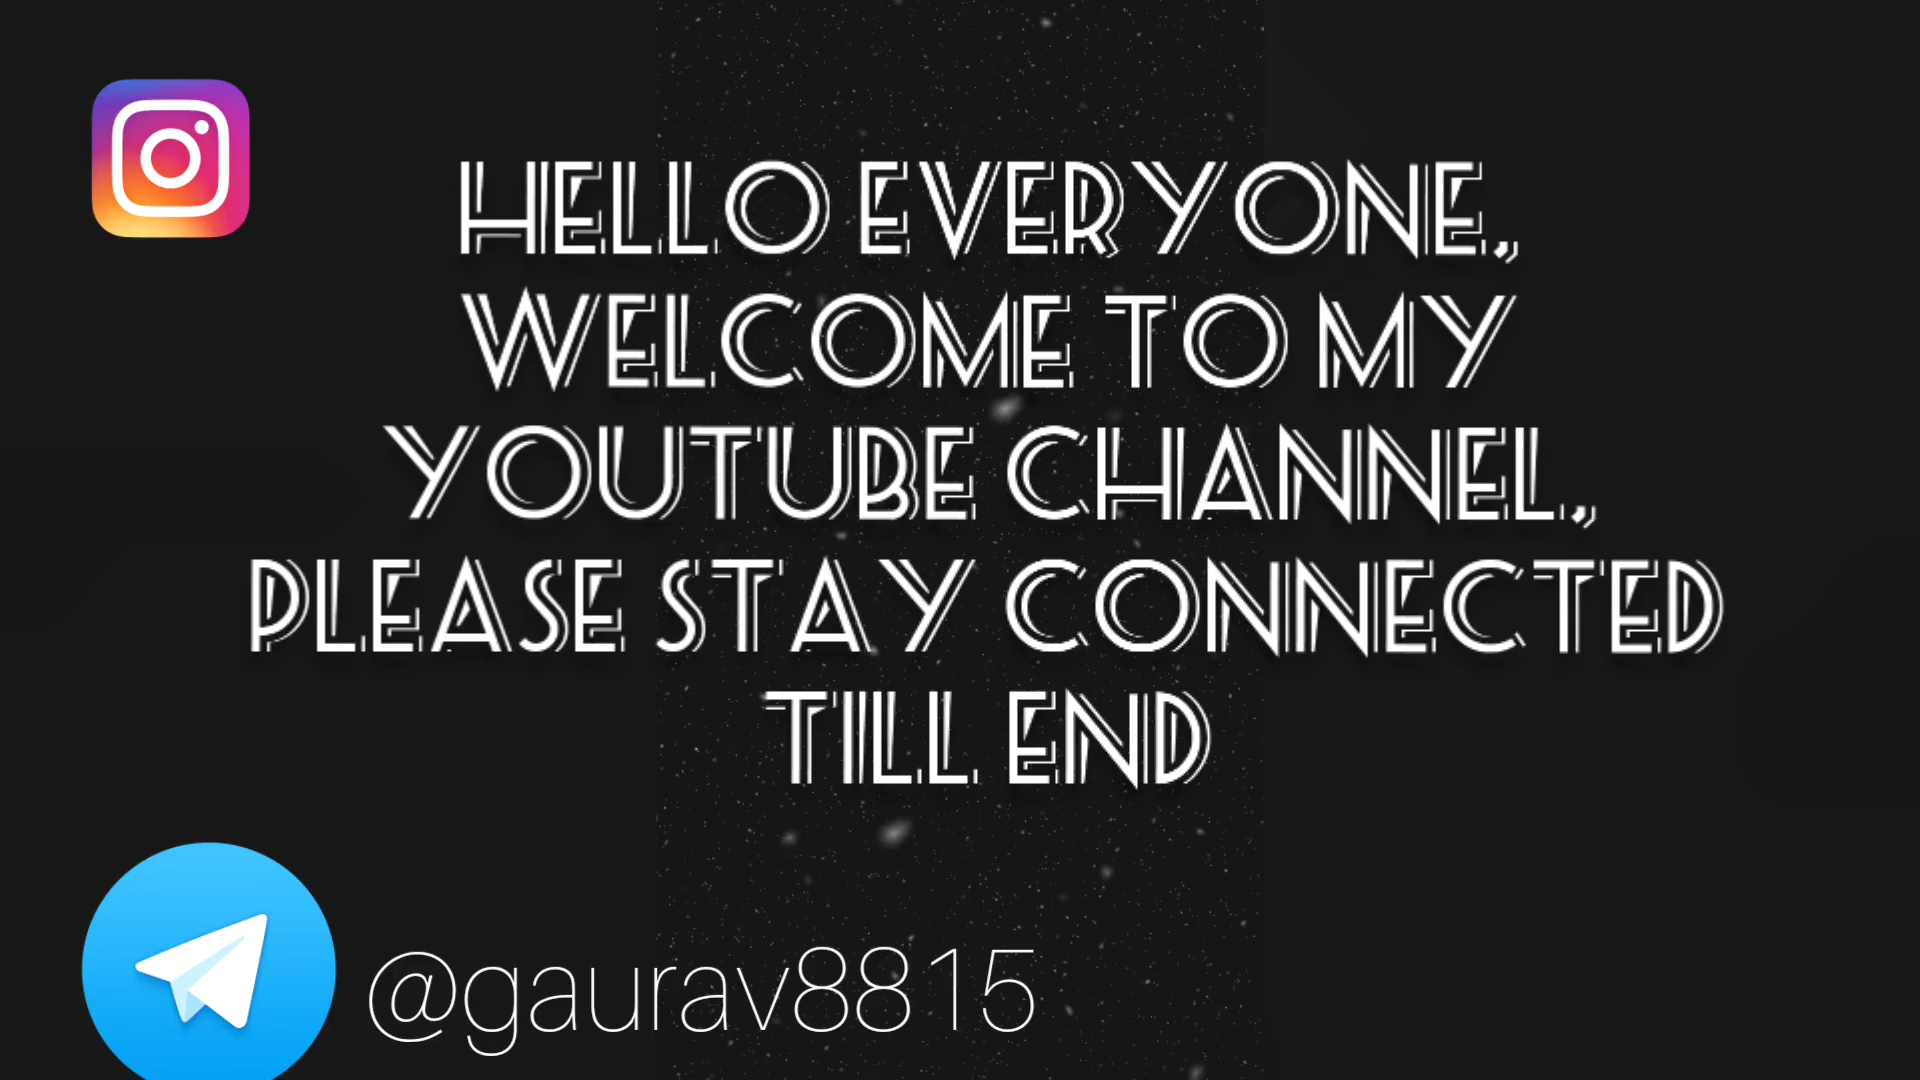 HELLO EVERYONE,
WELCOME TO MY
YOUTUBE CHANNEL,
PLEASE STAY CONNECTED
TILL END
@gaurav8815